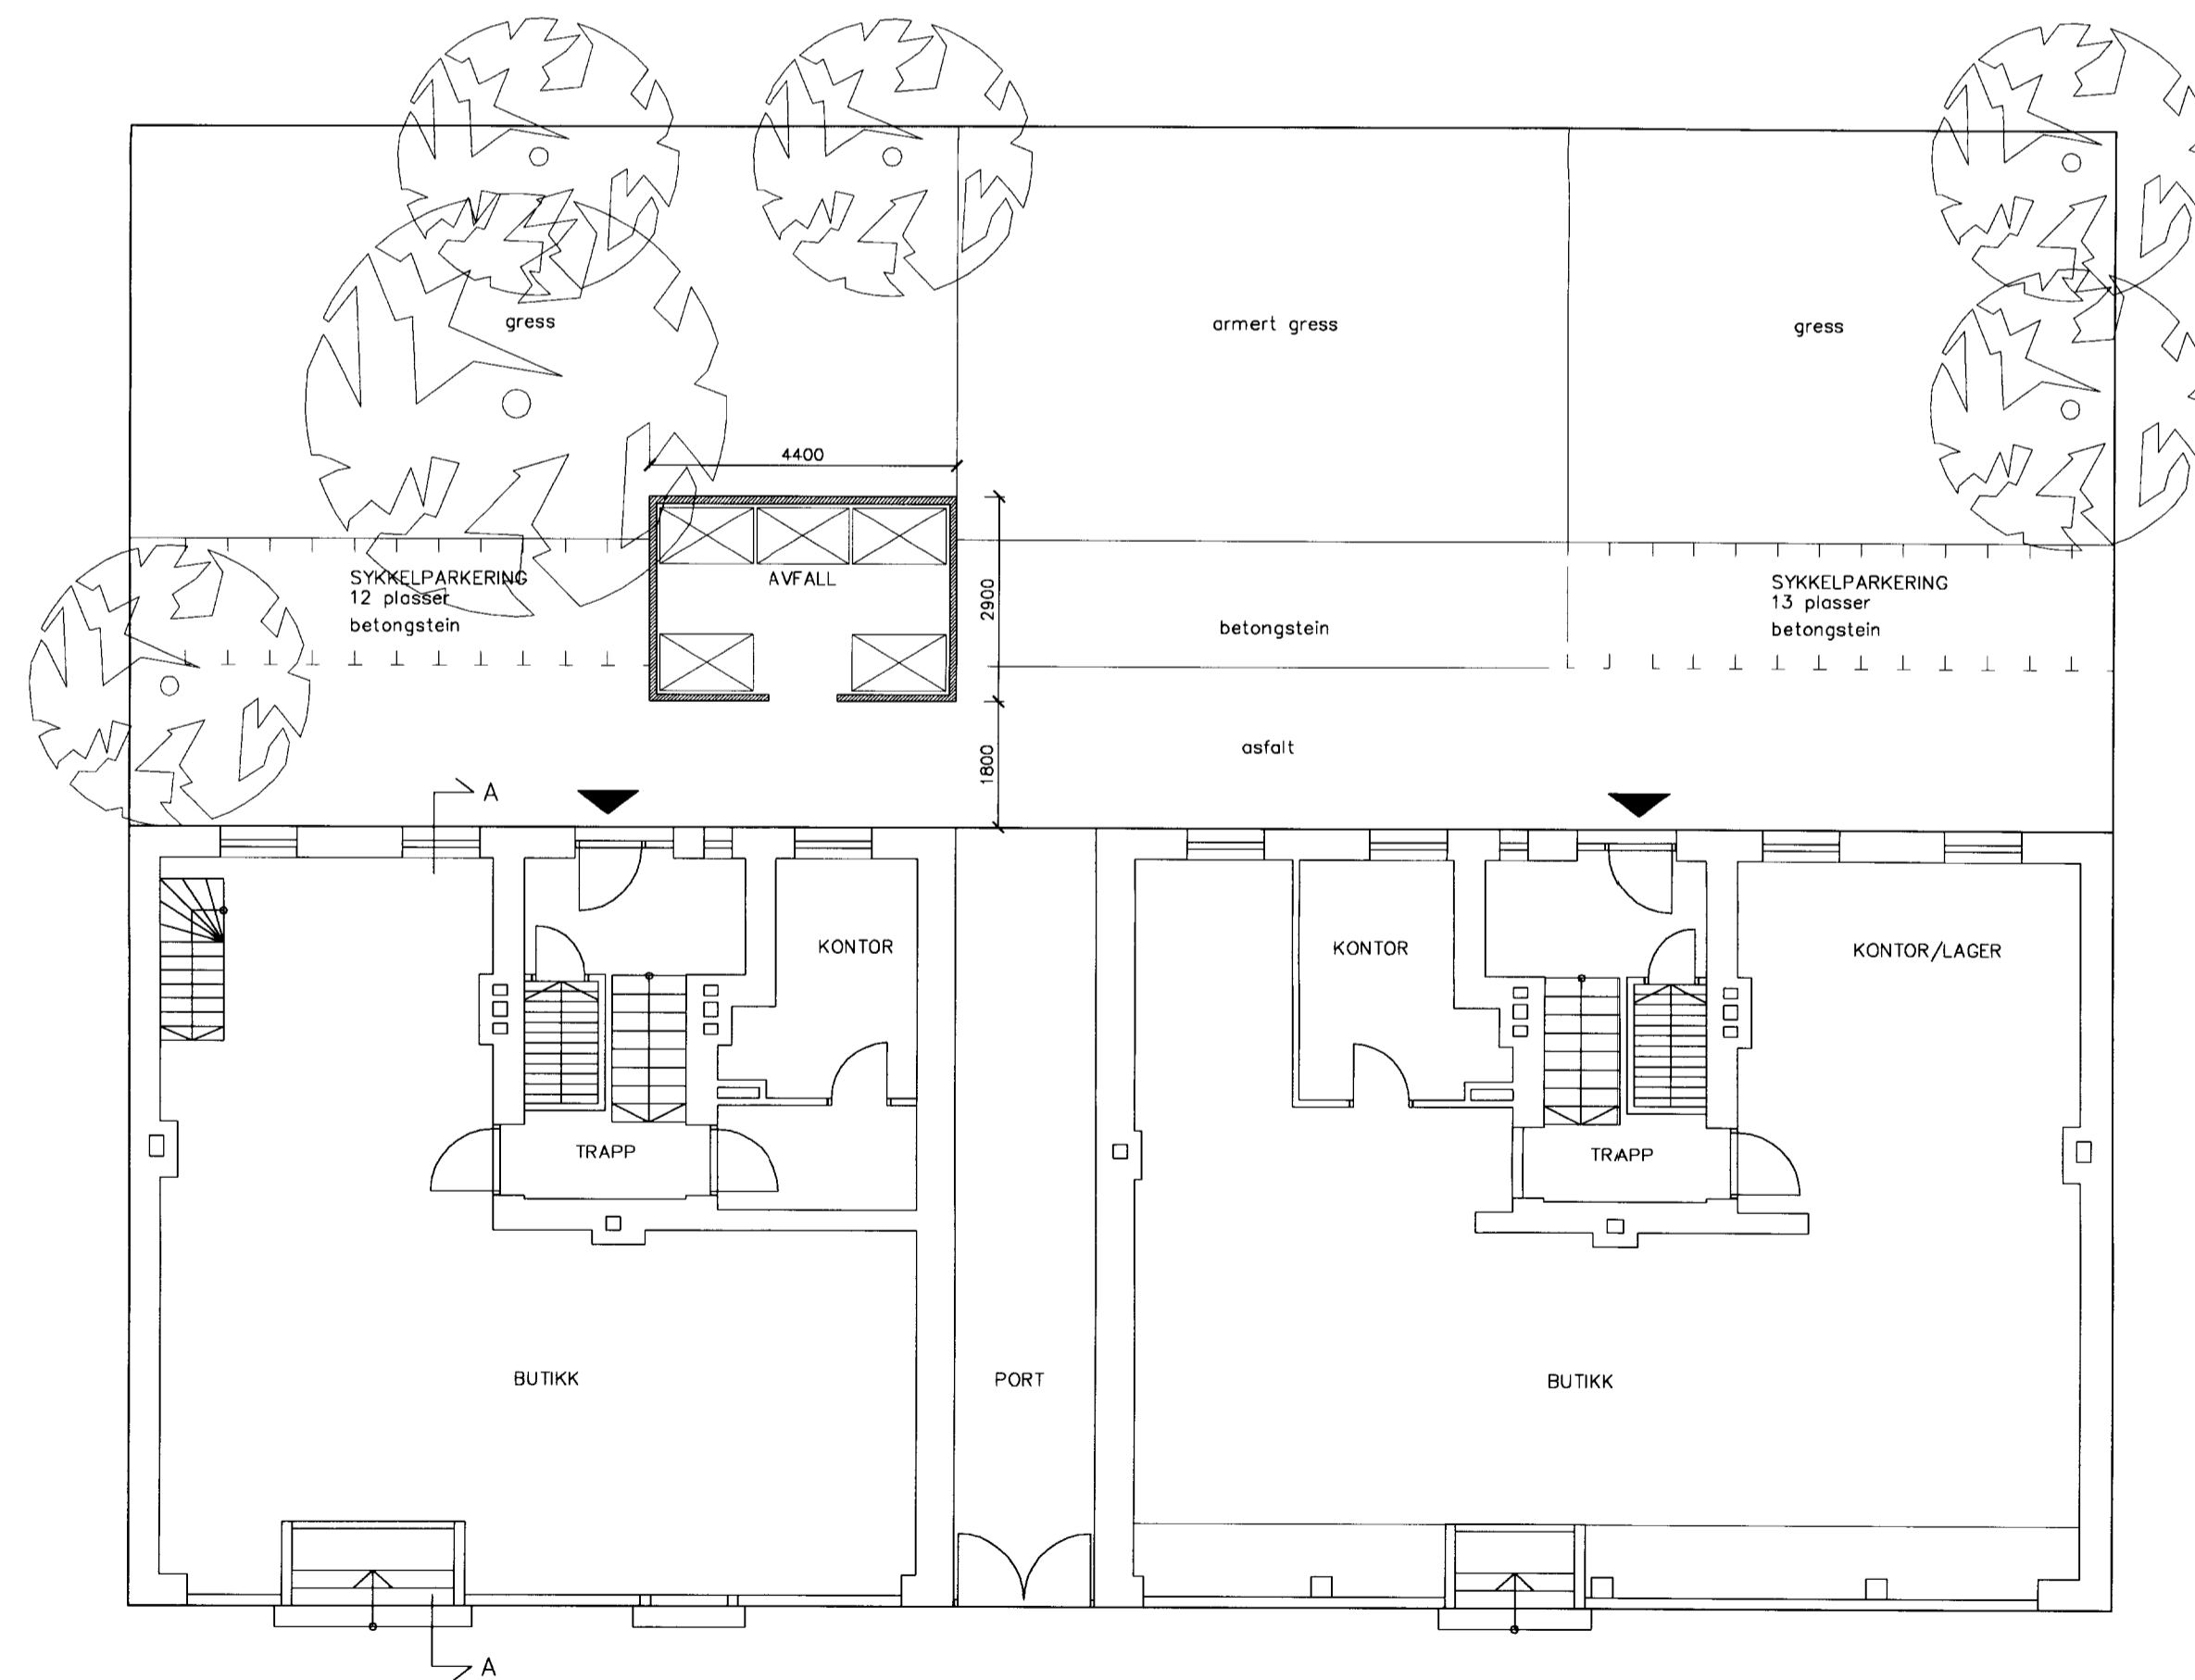 gress
armert gress
gress
4400
SYKKELPARKERING
12 plasser
betongstein
AVFALL
2900
betongstein
SYKKELPARKERING
13 plasser
betongstein
1800
asfalt
A
KONTOR
KONTOR
KONTOR/LAGER
TRAPP
TRAPP
BUTIKK
PORT
BUTIKK
A